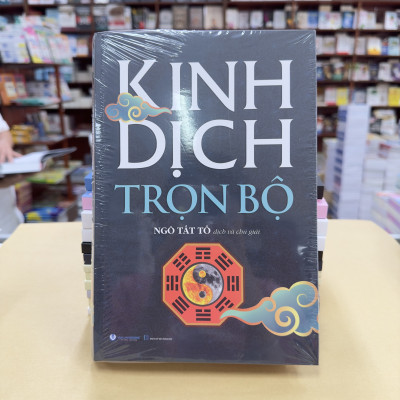 KINH
DỊCH
TRỌN BỘ
NGÔ TẤT TỐ dịch và chú giải